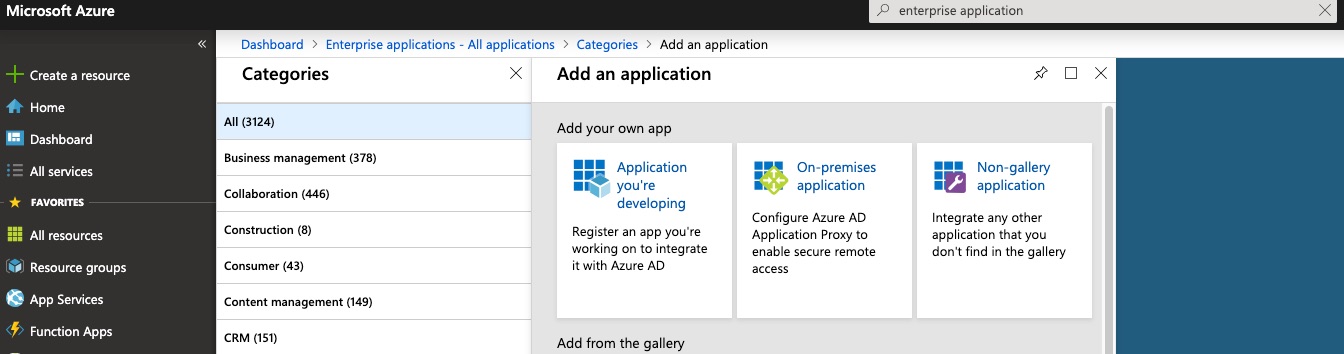 Microsoft Azure
enterprise application
Dashboard > Enterprise applications - All applications > Categories > Add an application
Create a resource
Home
Dashboard
All services
FAVORITES
All resources
Resource groups
App Services
Function Apps
Categories
All (3124)
Business management (378)
Collaboration (446)
Construction (8)
Consumer (43)
Content management (149)
CRM (151)
Add an application
Add your own app
Application
you're
developing
Register an app you're
working on to integrate
it with Azure AD
On-premises
application
Configure Azure AD
Application Proxy to
enable secure remote
access
Non-gallery
application
Integrate any other
application that you
don't find in the gallery
Add from the gallery